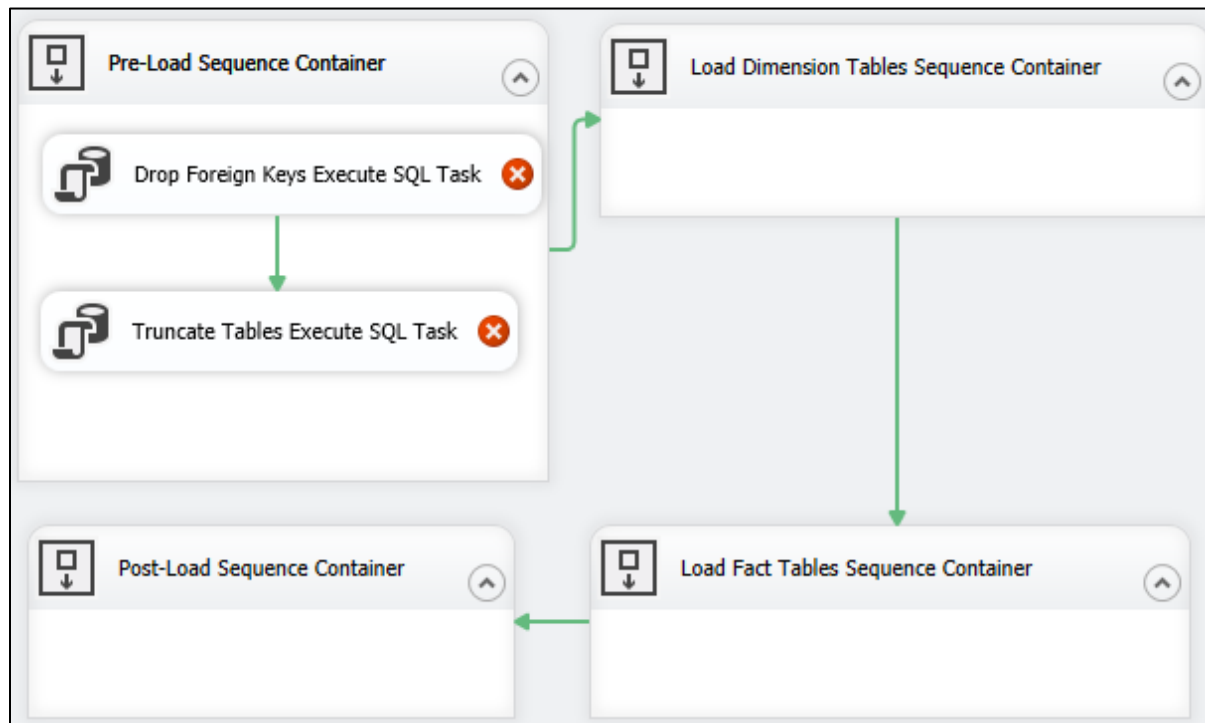 Pre-Load Sequence Container
Load Dimension Tables Sequence Container
Drop Foreign Keys Execute SQL Task
Truncate Tables Execute SQL Task
Post-Load Sequence Container
Load Fact Tables Sequence Container